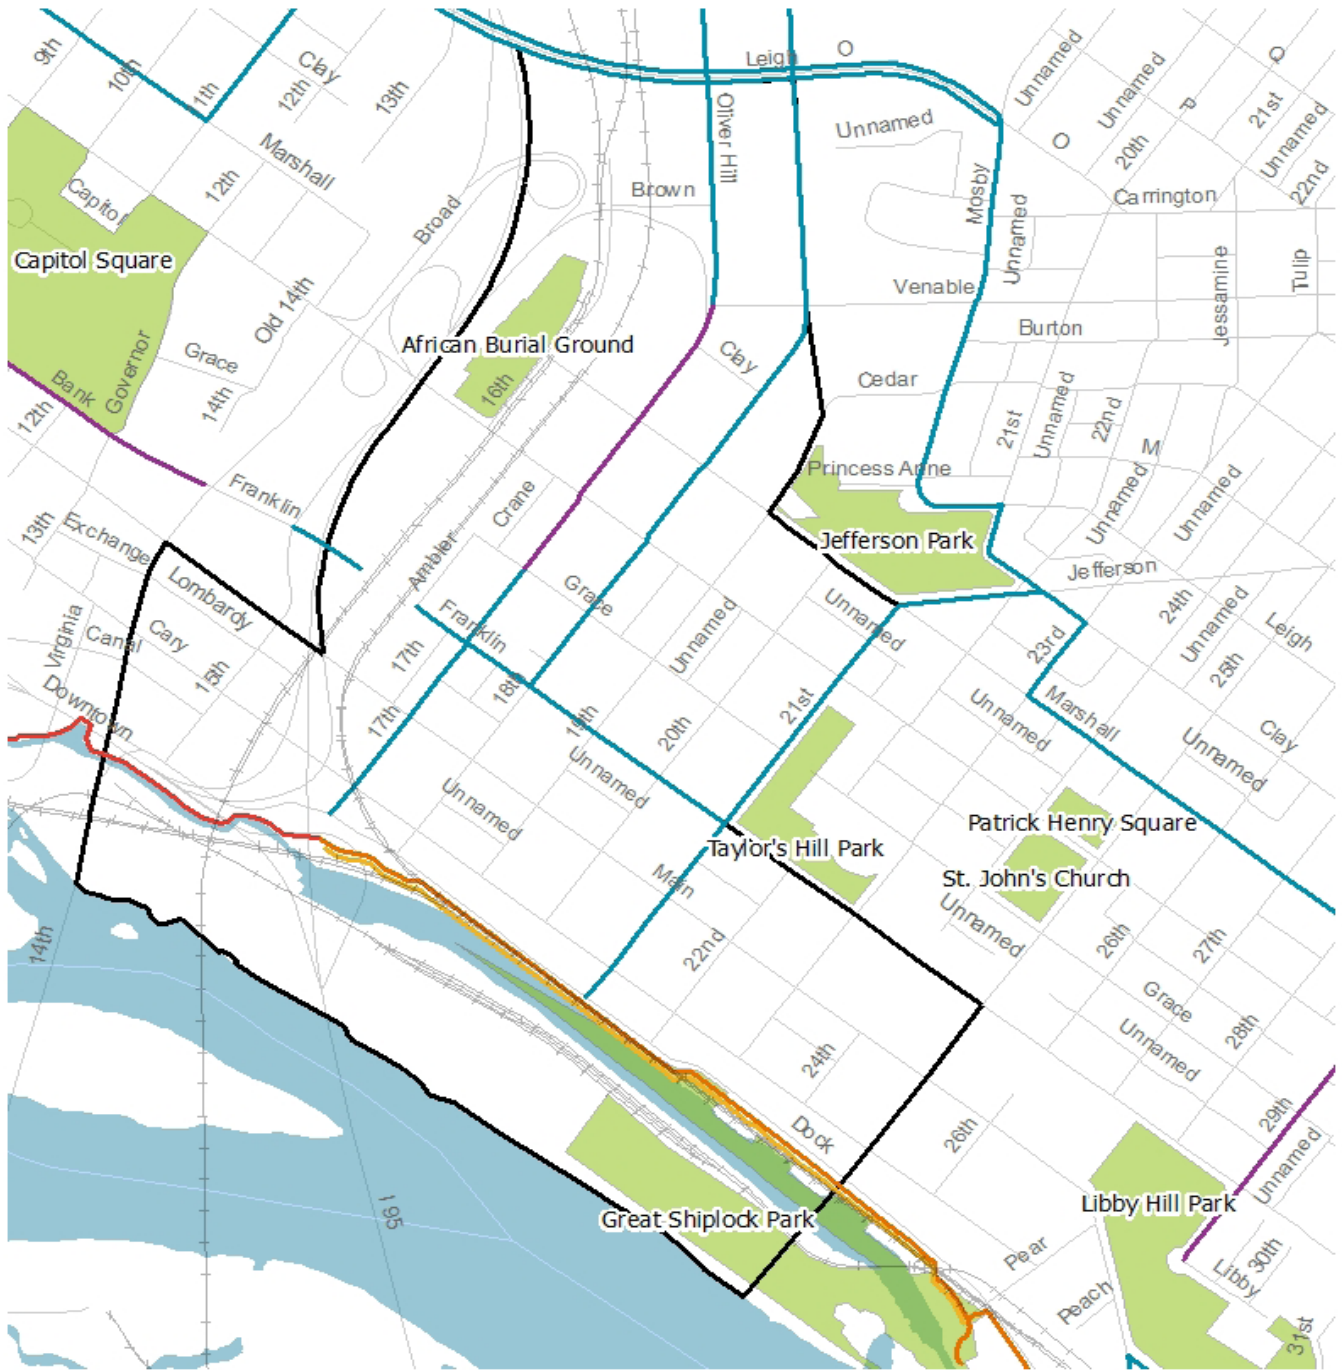 9th
10th
11th
Clay
12th
13th
Leigh
O
Unnamed
Unnamed
Q
P
21st
Unnamed
Oliver Hill
Unnamed
O
20th
22nd
Marshall
12th
Capitol
Broad
Brown
Mosby
Unnamed
Carrington
Capitol Square
Jessamine
Tulip
Venable
Old 14th
Burton
African Burial Ground
Grace
Governor
Clay
Bank
12th
14th
16th
Cedar
21st
Unnamed
22nd
M
Princess Anne
Franklin
Crane
Unnamed
Unnamed
13th
Exchange
Ambler
Jefferson Park
Jefferson
Lombardy
Grace
Unnamed
Unnamed
24th
Unnamed
Leigh
Virginia
Canal
Cary
15th
17th
Franklin
23rd
25th
Downtown
17th
18th
19th
20th
21st
Unnamed
Marshall
Clay
Unnamed
Unnamed
Unnamed
Patrick Henry Square
Taylor's Hill Park
Main
St. John's Church
Unnamed
14th
22nd
26th
27th
Grace
Unnamed
28th
24th
Dock
26th
29th
Unnamed
I 95
Great Shiplock Park
Libby Hill Park
Pear
Peach
Libby
30th
31st